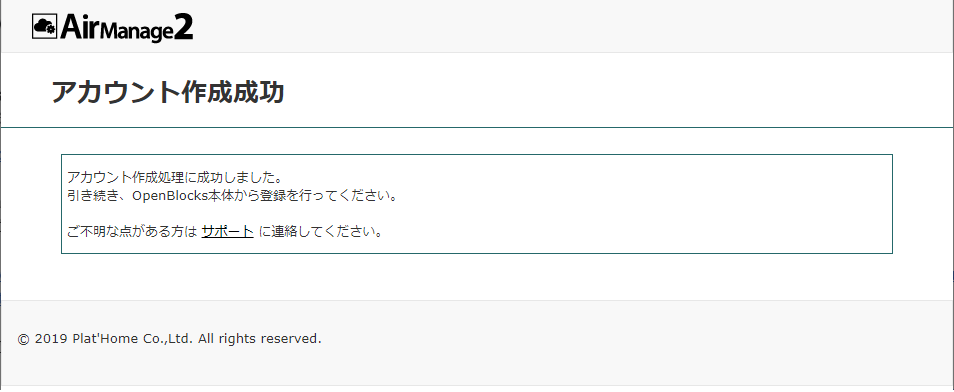 AirManage2
アカウント作成成功
アカウント作成処理に成功しました。
引き続き、OpenBlocks本体から登録を行ってください。
ご不明な点がある方は サポート に連絡してください。
© 2019 Plat'Home Co.,Ltd. All rights reserved.